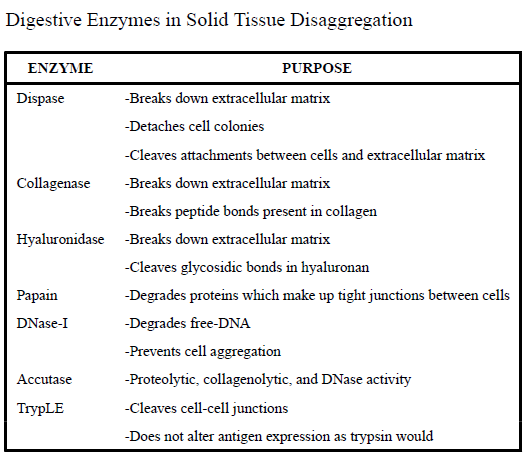 Digestive Enzymes in Solid Tissue Disaggregation
ENZYME PURPOSE
Dispase -Breaks down extracellular matrix
-Detaches cell colonies
-Cleaves attachments between cells and extracellular matrix
Collagenase -Breaks down extracellular matrix
-Breaks peptide bonds present in collagen
Hyaluronidase -Breaks down extracellular matrix
-Cleaves glycosidic bonds in hyaluronan
Papain -Degrades proteins which make up tight junctions between cells
DNase-I -Degrades free-DNA
-Prevents cell aggregation
Accutase -Proteolytic, collagenolytic, and DNase activity
TrypLE -Cleaves cell-cell junctions
-Does not alter antigen expression as trypsin would